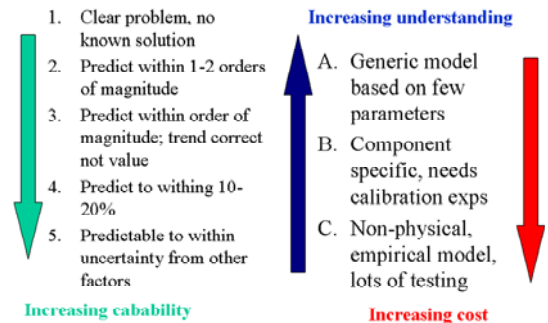 1. Clear problem, no
known solution
2. Predict within 1-2 orders
of magnitude
3. Predict within order of
magnitude; trend correct
not value
4. Predict to withing 10-
20%
5. Predictable to within
uncertainty from other
factors
Increasing cabability
Increasing understanding
A. Generic model
based on few
parameters
B. Component
specific, needs
calibration exps
C. Non-physical,
empirical model,
lots of testing
Increasing cost